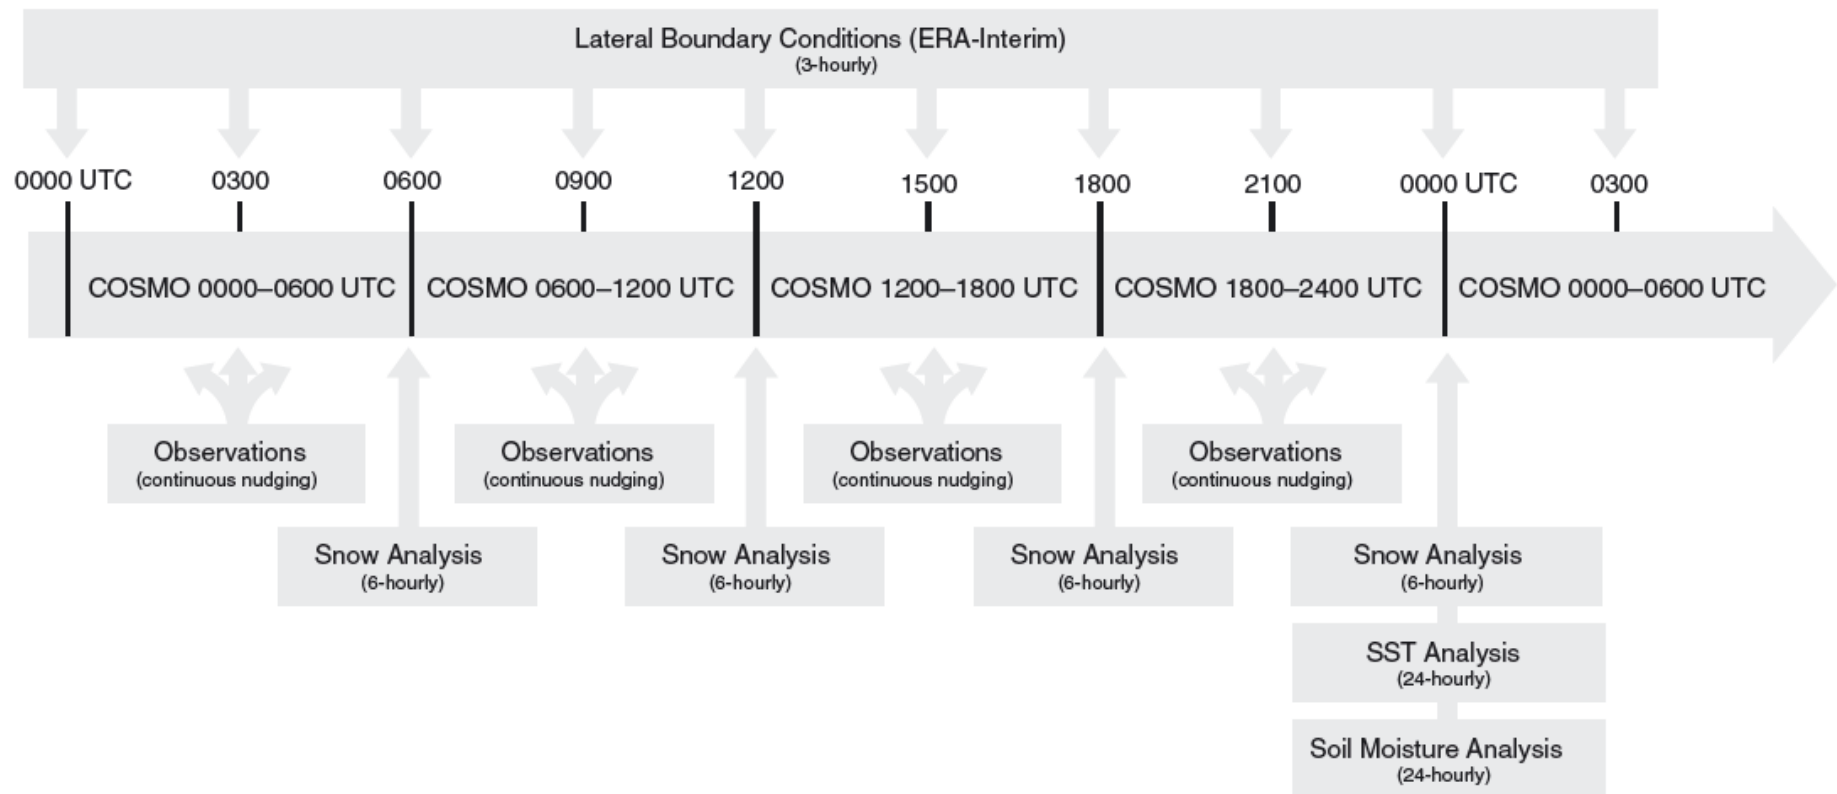 Lateral Boundary Conditions (ERA-Interim)
(3-hourly)
0000 UTC 0300 0600 0900 1200 1500 1800 2100 0000 UTC 0300
COSMO 0000–0600 UTC COSMO 0600–1200 UTC COSMO 1200–1800 UTC COSMO 1800–2400 UTC COSMO 0000–0600 UTC
Observations Observations Observations Observations
(continuous nudging) (continuous nudging) (continuous nudging) (continuous nudging)
Snow Analysis Snow Analysis Snow Analysis Snow Analysis
(6-hourly) (6-hourly) (6-hourly) (6-hourly)
SST Analysis
(24-hourly)
Soil Moisture Analysis
(24-hourly)